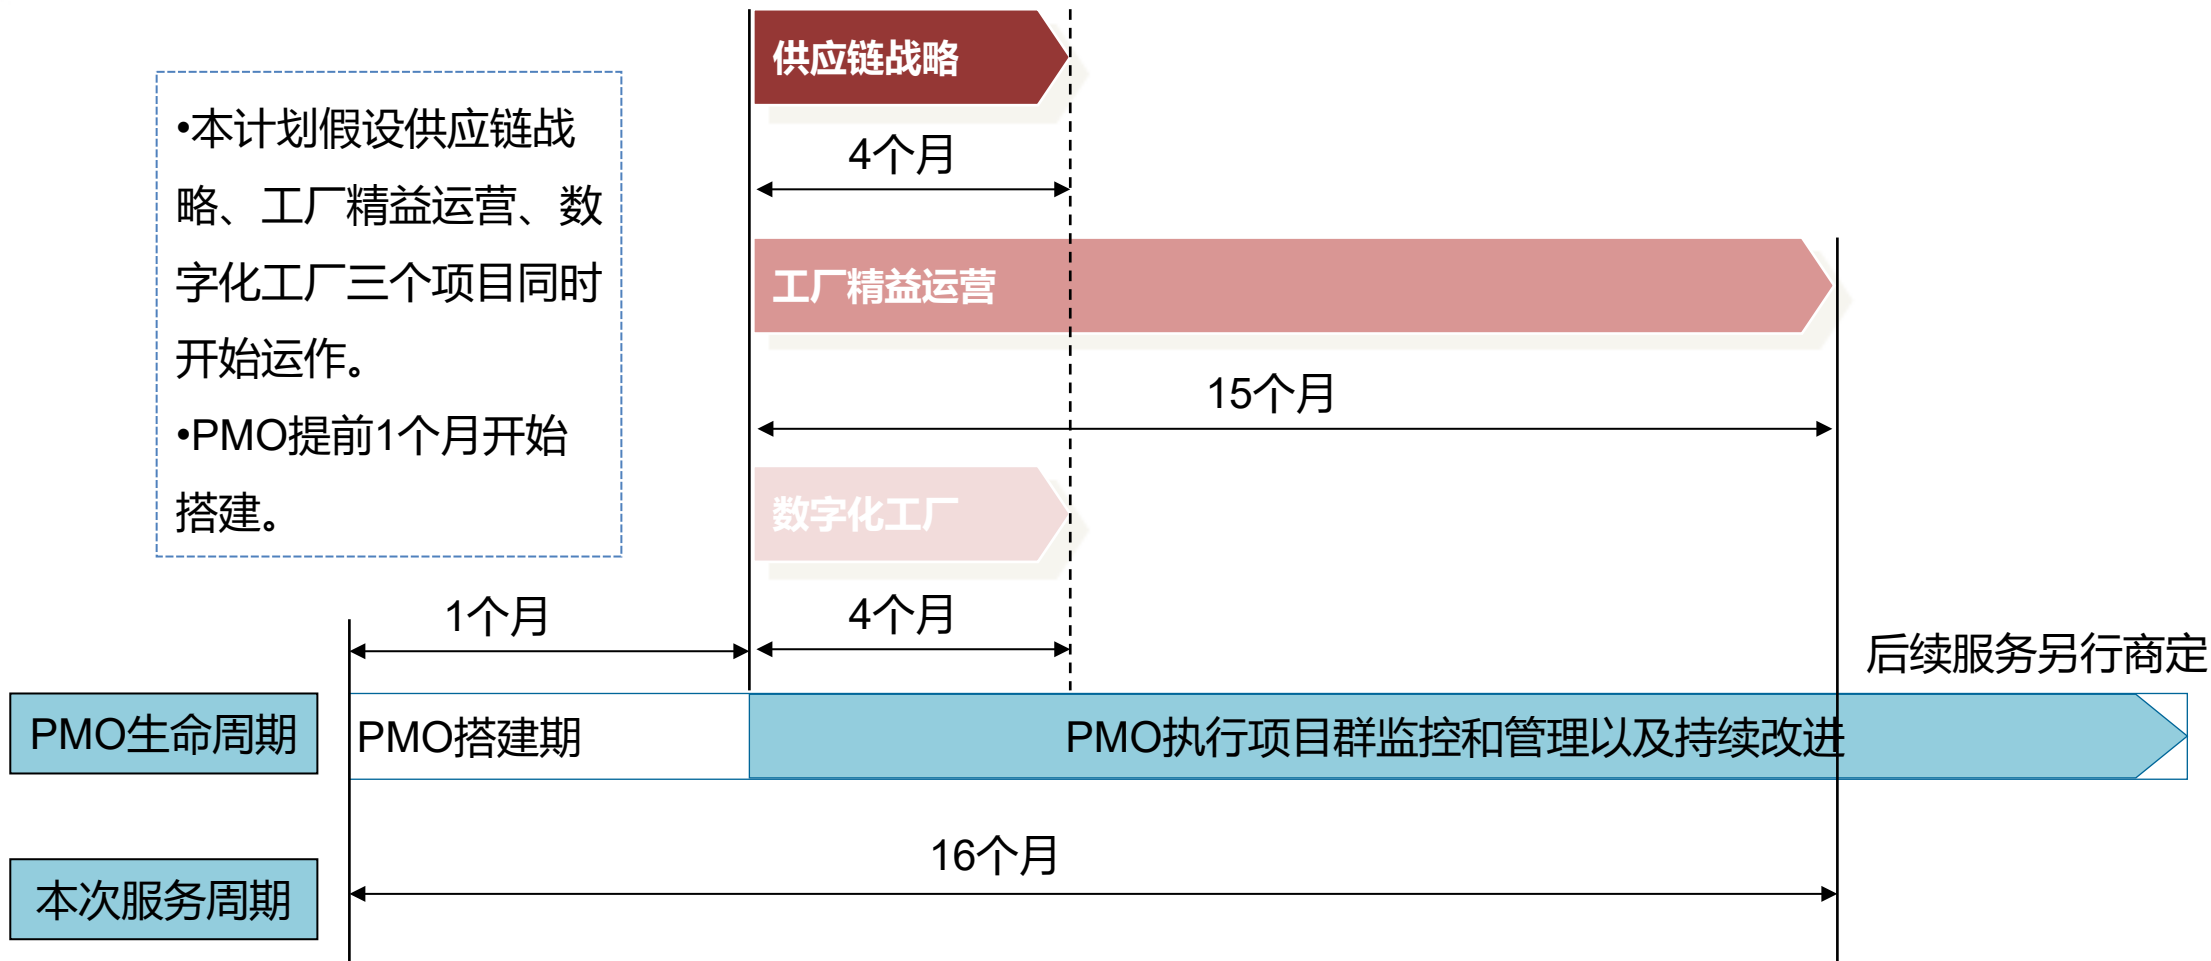 供应链战略
•本计划假设供应链战
略、工厂精益运营、数
字化工厂三个项目同时
开始运作。
•PMO提前1个月开始
搭建。
4个月
工厂精益运营
15个月
数字化工厂
1个月
4个月
后续服务另行商定
PMO生命周期
PMO搭建期
PMO执行项目群监控和管理以及持续改进
16个月
本次服务周期